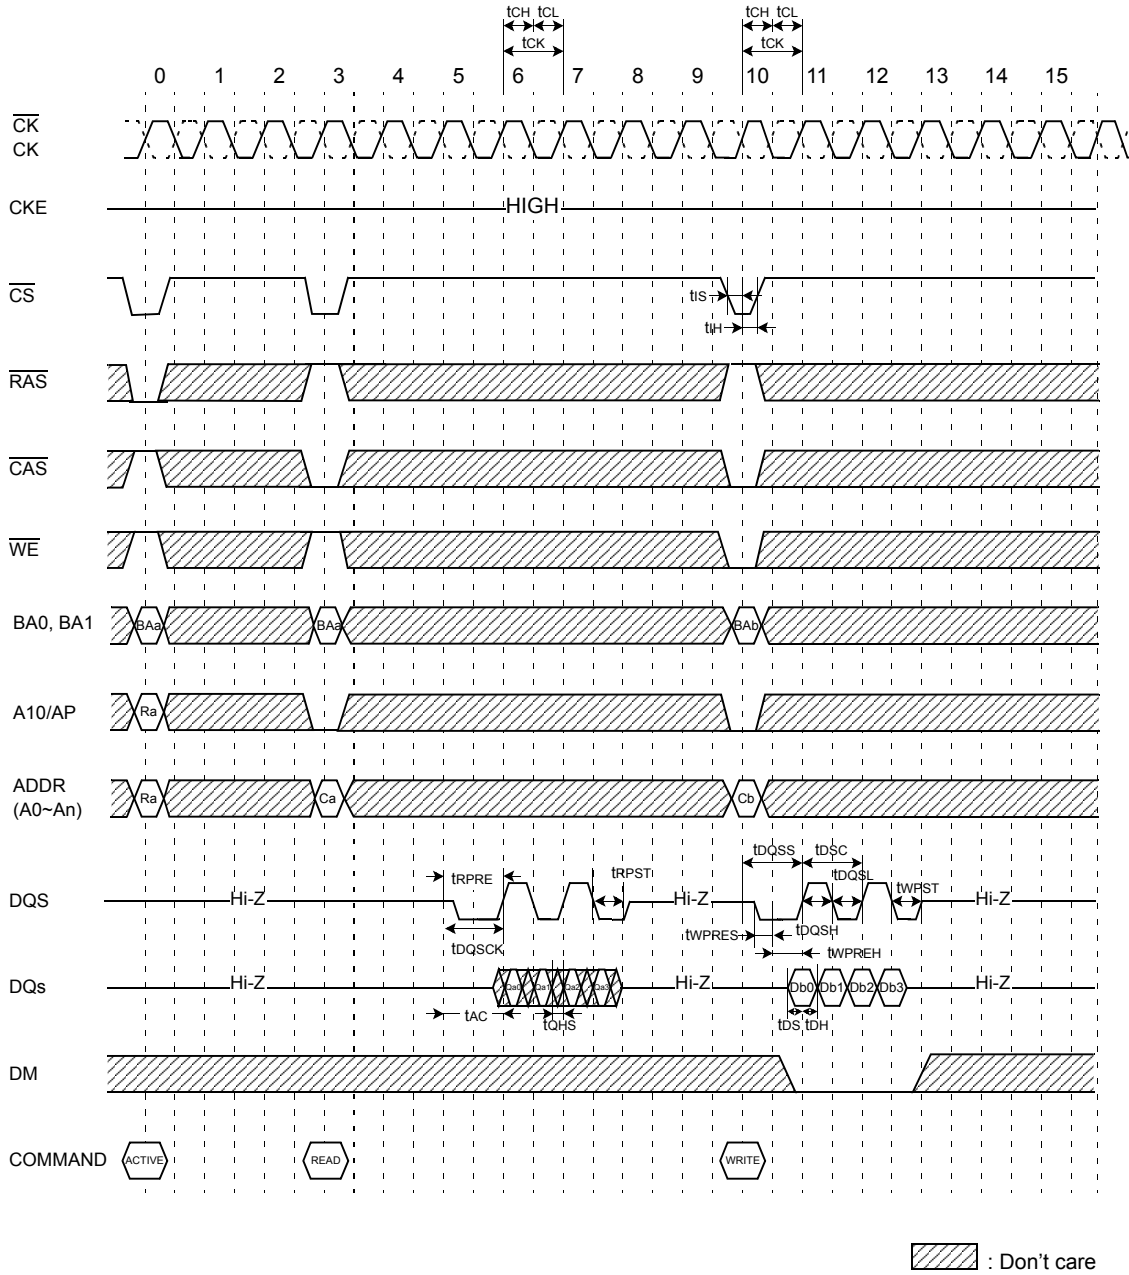 tCH tCL tCH tCL
tCK tCK
0 1 2 3 4 5 6 7 8 9 10 11 12 13 14 15
CK
CK
CKE HIGH
CS
tIS
tIH
RAS
CAS
WE
BA0, BA1 BAa BAa BAb
A10/AP Ra
ADDR
(A0~An) Ra Ca Cb
tDQSS tDSC
tRPRE tRPST tDQSL tWPST
DQS Hi-Z Hi-Z Hi-Z
tDQSCK tWPRES tDQSH
tWPREH
DQs Hi-Z Qa0 Qa1 Qa2 Qa3 Hi-Z Db0 Db1 Db2 Db3 Hi-Z
tAC tQHS tDS tDH
DM
COMMAND ACTIVE READ WRITE
: Don't care